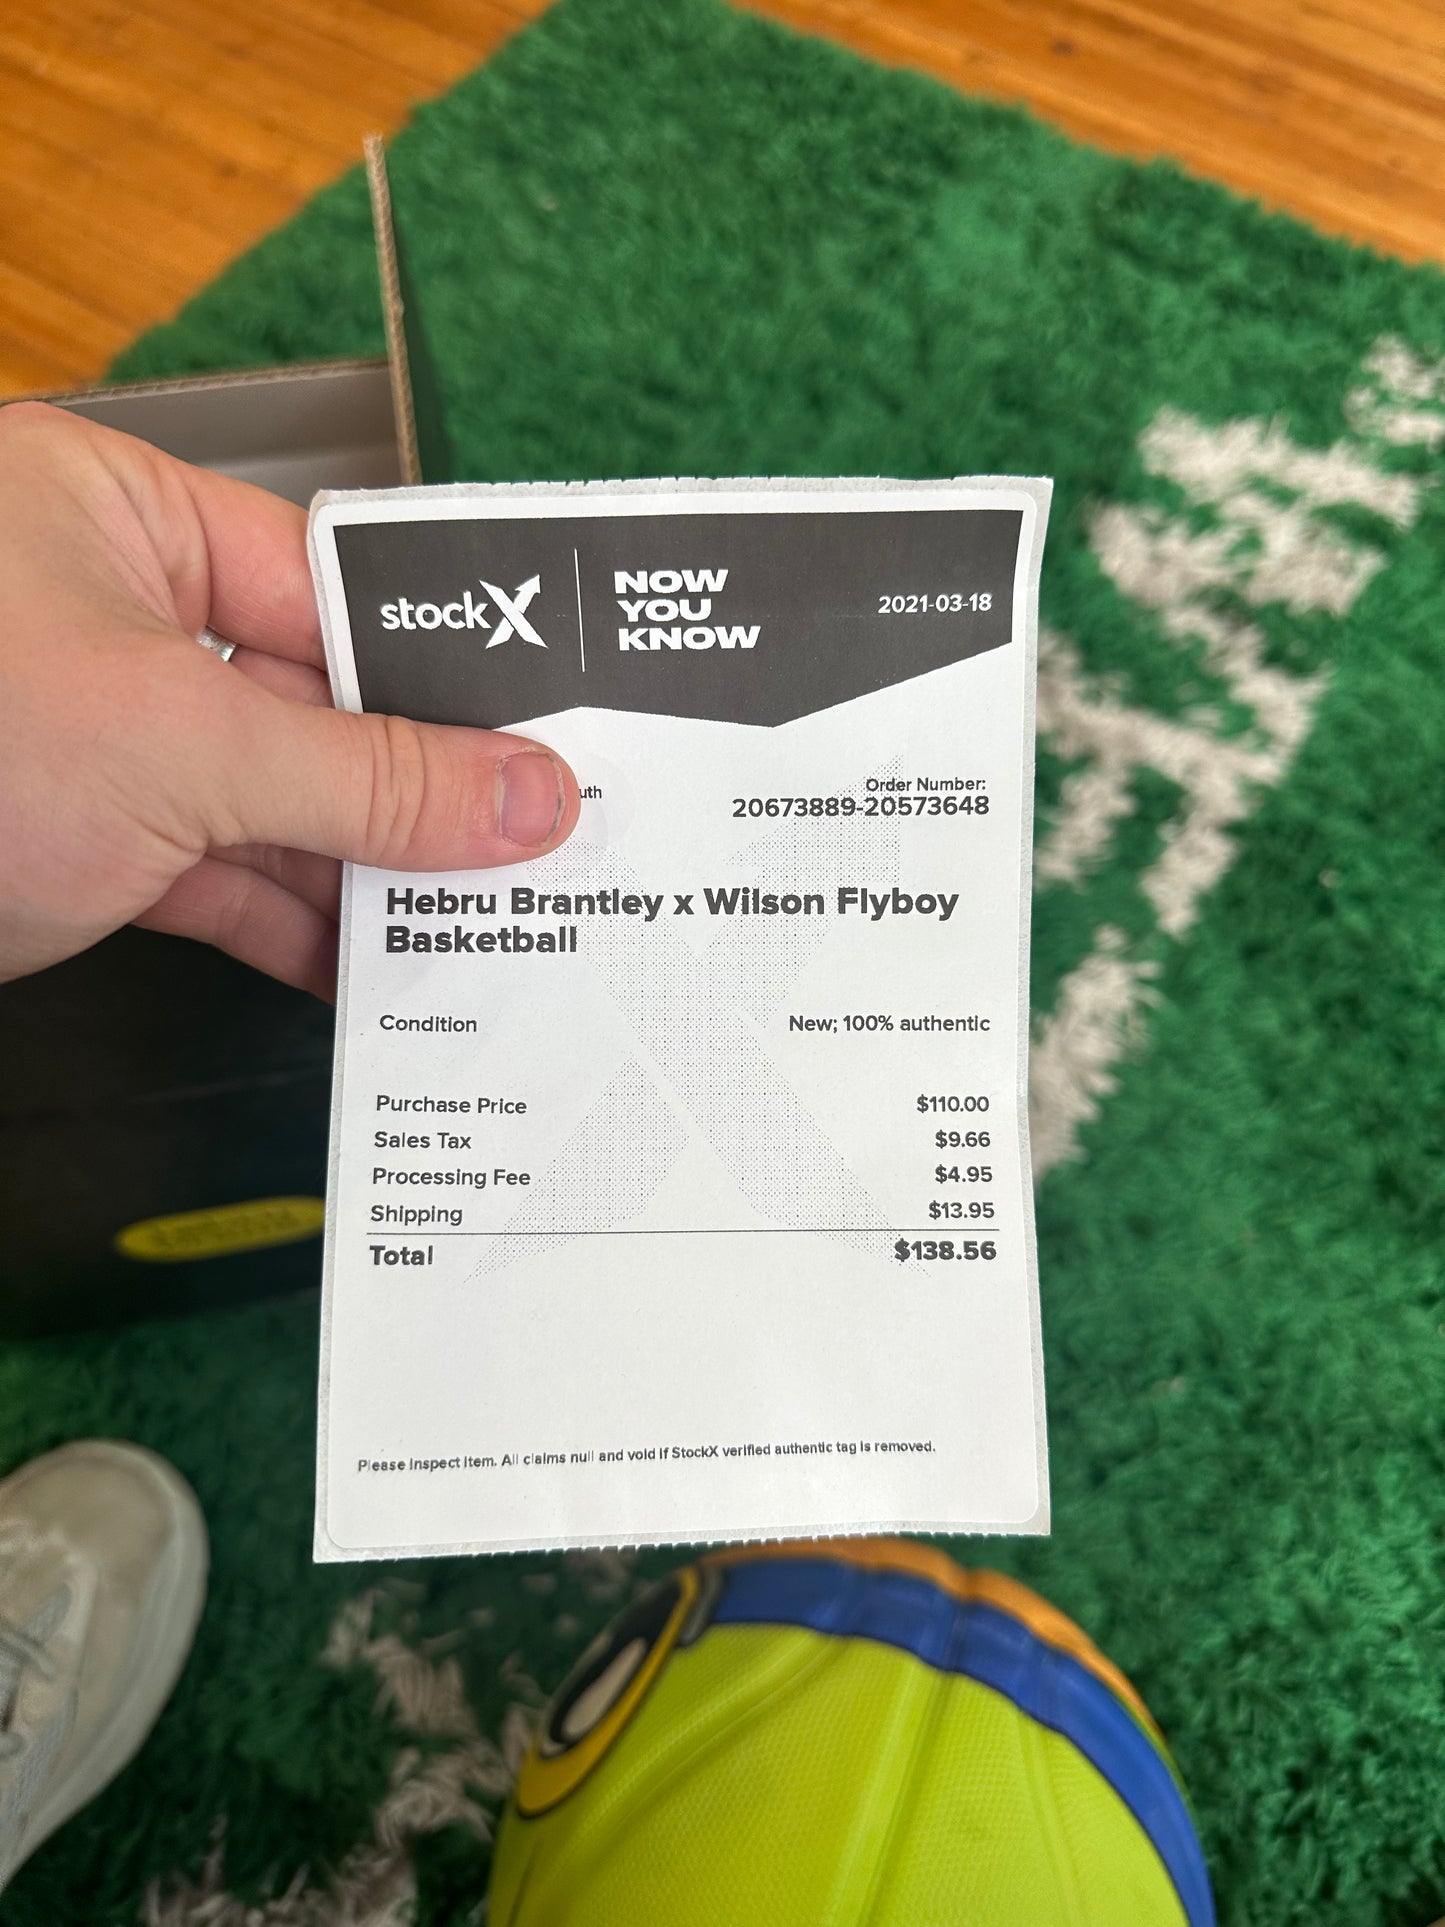 stockX
NOW
YOU
KNOW
2021-03-18
Order Number:
20673889-20573648
Hebru Brantley x Wilson Flyboy
Basketball
Condition New; 100% authentic
Purchase Price $110.00
Sales Tax $9.66
Processing Fee $4.95
Shipping $13.95
Total $138.56
Please inspect item. All claims null and void if StockX verified authentic tag is removed.